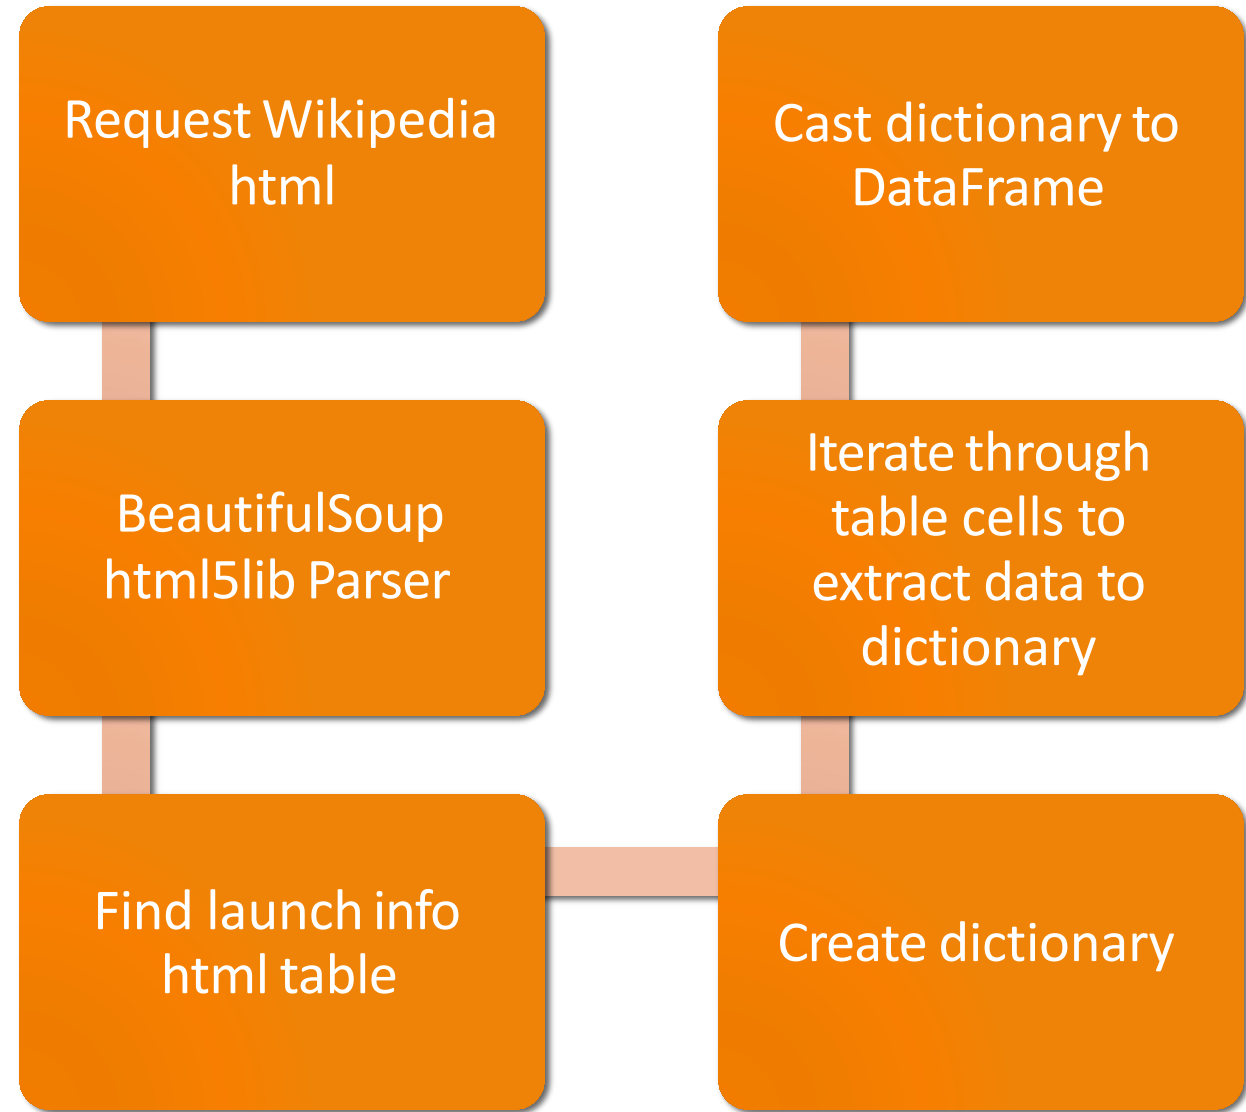 Request Wikipedia
html
BeautifulSoup
html5lib Parser
Find launch info
html table
Create dictionary
Iterate through
table cells to
extract data to
dictionary
Cast dictionary to
DataFrame